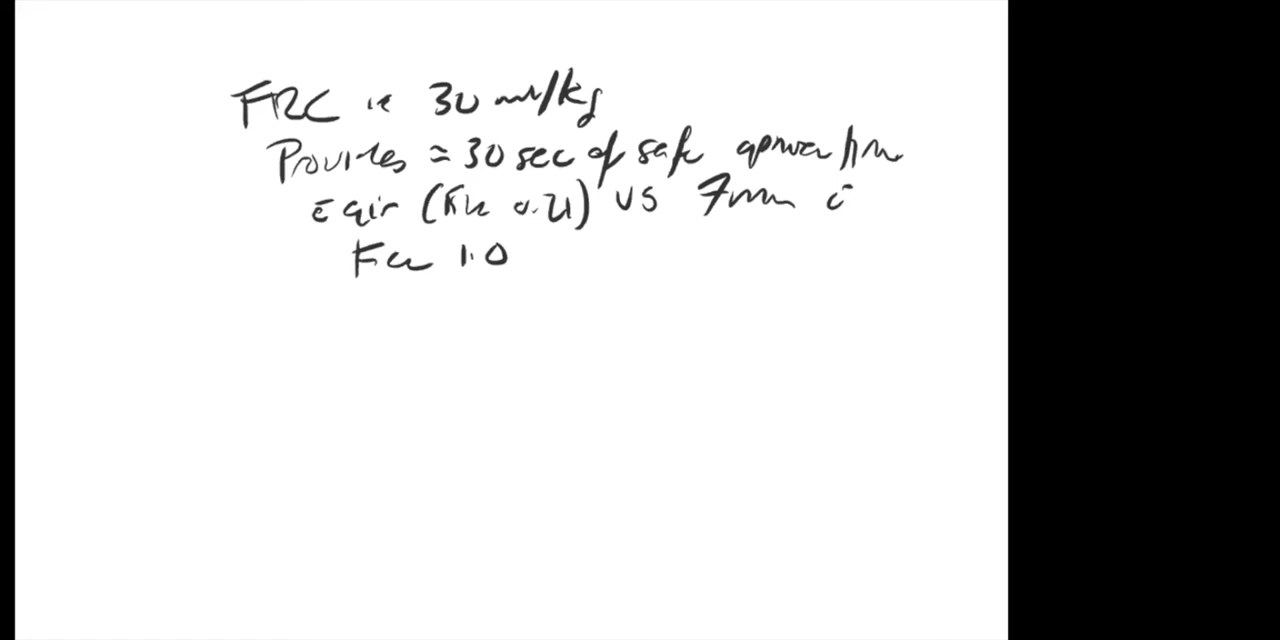 FRC is 30 ml/kg
Provides ≈ 30 sec of safe apnea time
c̄ air (FiO2 0.21) vs 7 min c̄
FiO2 1.0